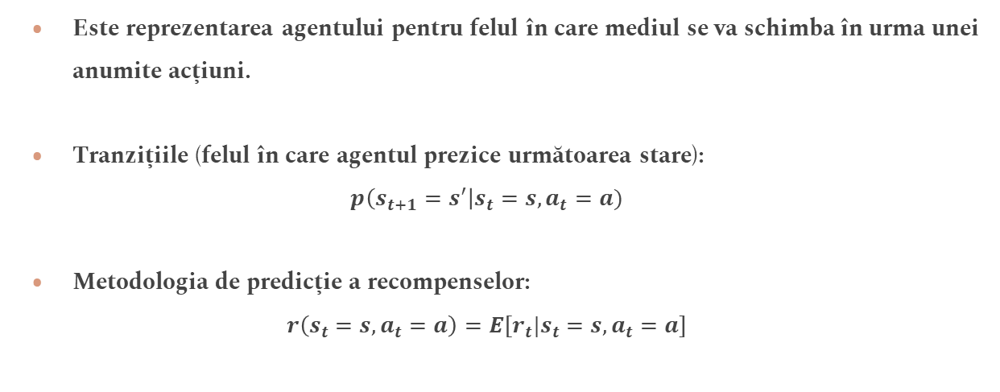 • Este reprezentarea agentului pentru felul în care mediul se va schimba în urma unei
anumite acțiuni.
• Tranzițiile (felul în care agentul prezice următoarea stare):
p(s_{t+1} = s'|s_t = s, a_t = a)
• Metodologia de predicție a recompenselor:
r(s_t = s, a_t = a) = E[r_t|s_t = s, a_t = a]